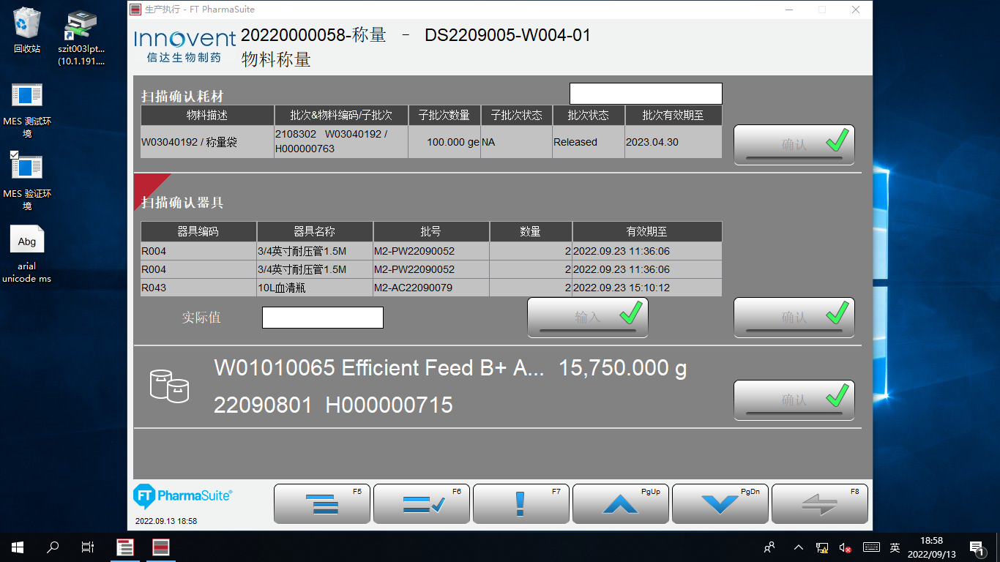 生产执行 - FT PharmaSuite
回收站
szit003lpt...
(10.1.191....
MES 测试环
境
MES 验证环
境
Abg
arial
unicode ms
Innovent
信达生物制药
20220000058-称量 - DS2209005-W004-01
物料称量
扫描确认耗材
物料描述 批次&物料编码/子批次 子批次数量 子批次状态 批次状态 批次有效期至
W03040192 / 称量袋 2108302 W03040192 / H000000763 100.000 ge NA Released 2023.04.30
确认
扫描确认器具
器具编码 器具名称 批号 数量 有效期至
R004 3/4英寸耐压管1.5M M2-PW22090052 2 2022.09.23 11:36:06
R004 3/4英寸耐压管1.5M M2-PW22090052 2 2022.09.23 11:36:06
R043 10L血清瓶 M2-AC22090079 2 2022.09.23 15:10:12
实际值 输入 确认
W01010065 Efficient Feed B+ A... 15,750.000 g
22090801 H000000715
确认
FT PharmaSuite
2022.09.13 18:58
F5 F6 F7 PgUp PgDn F8
英
18:58
2022/09/13
1